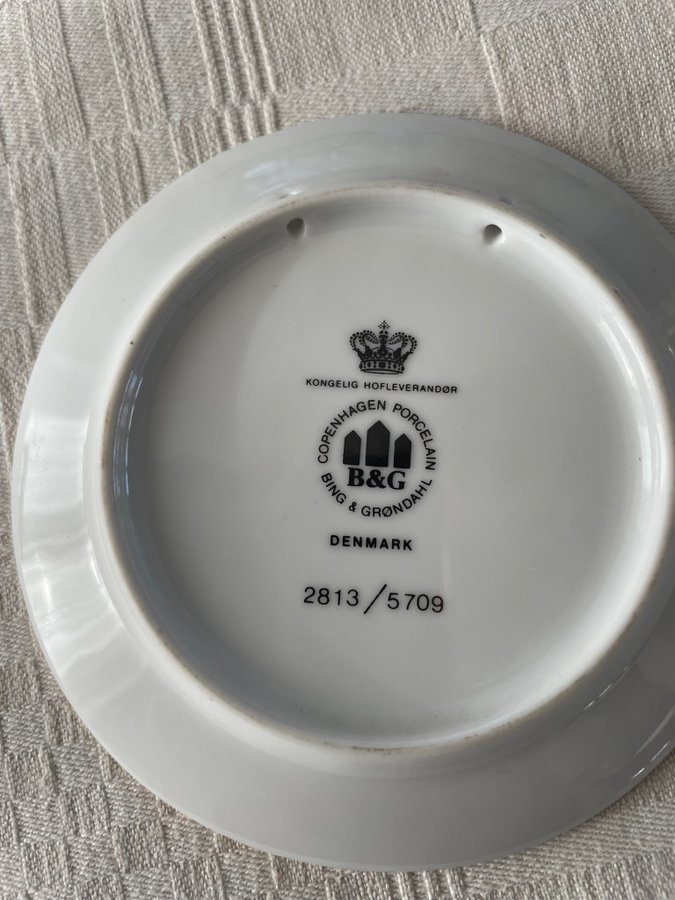 KONGELIG HOFLEVERANDØR
COPENHAGEN PORCELAIN
B&G
BING & GRØNDAHL
DENMARK
2813/5709